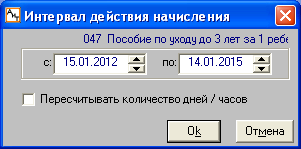 Интервал действия начисления
047 Пособие по уходу до 3 лет за 1 ребе
с: 15.01.2012 по: 14.01.2015
Пересчитывать количество дней / часов
Ok Отмена